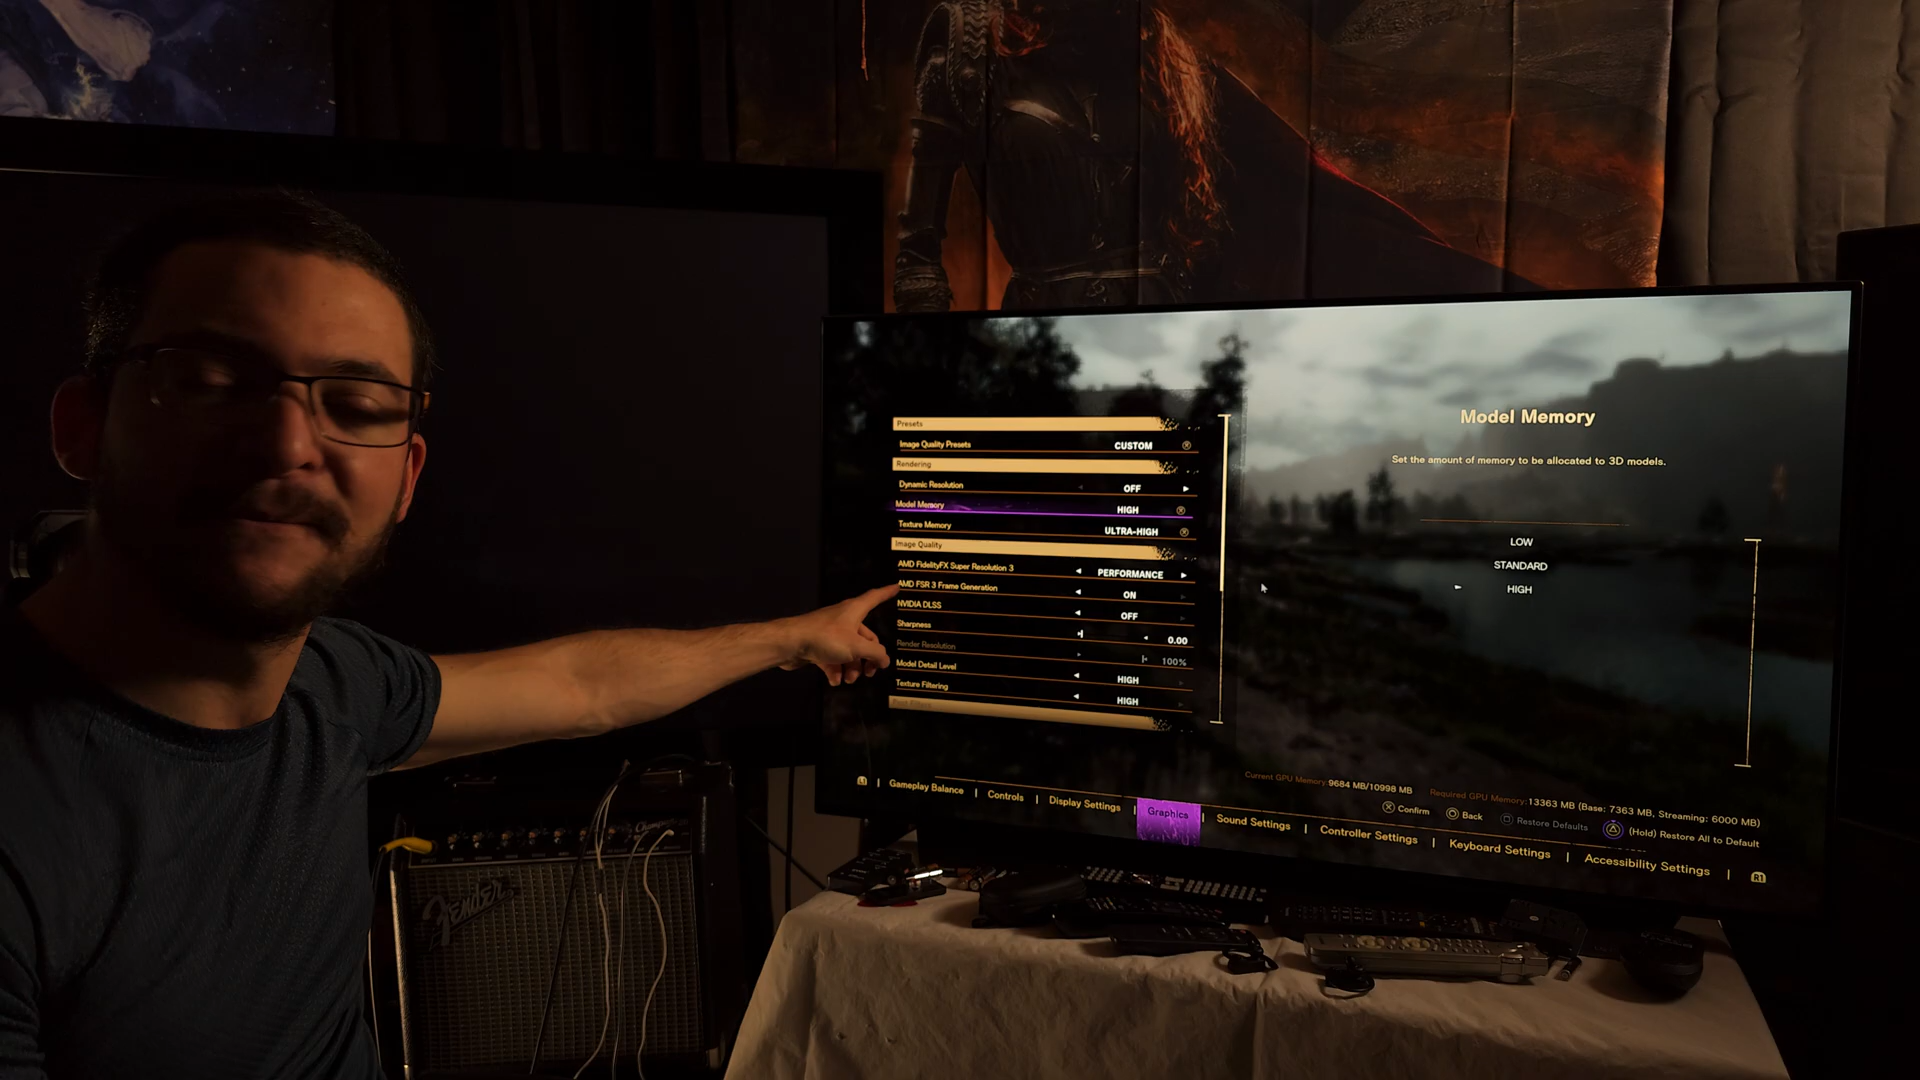 Presets
Image Quality Presets CUSTOM
Rendering
Dynamic Resolution OFF
Model Memory HIGH
Texture Memory ULTRA-HIGH
Image Quality
AMD FidelityFX Super Resolution 3 PERFORMANCE
AMD FSR 3 Frame Generation ON
NVIDIA DLSS OFF
Sharpness 0.00
Render Resolution 100%
Model Detail Level HIGH
Texture Filtering HIGH
Model Memory
Set the amount of memory to be allocated to 3D models.
LOW
STANDARD
HIGH
Current GPU Memory: 9684 MB/10998 MB Required GPU Memory: 13363 MB (Base: 7363 MB, Streaming: 6000 MB)
Confirm Back Restore Defaults (Hold) Restore All to Default
L1 | Gameplay Balance | Controls | Display Settings | Graphics | Sound Settings | Controller Settings | Keyboard Settings | Accessibility Settings | R1
Fender